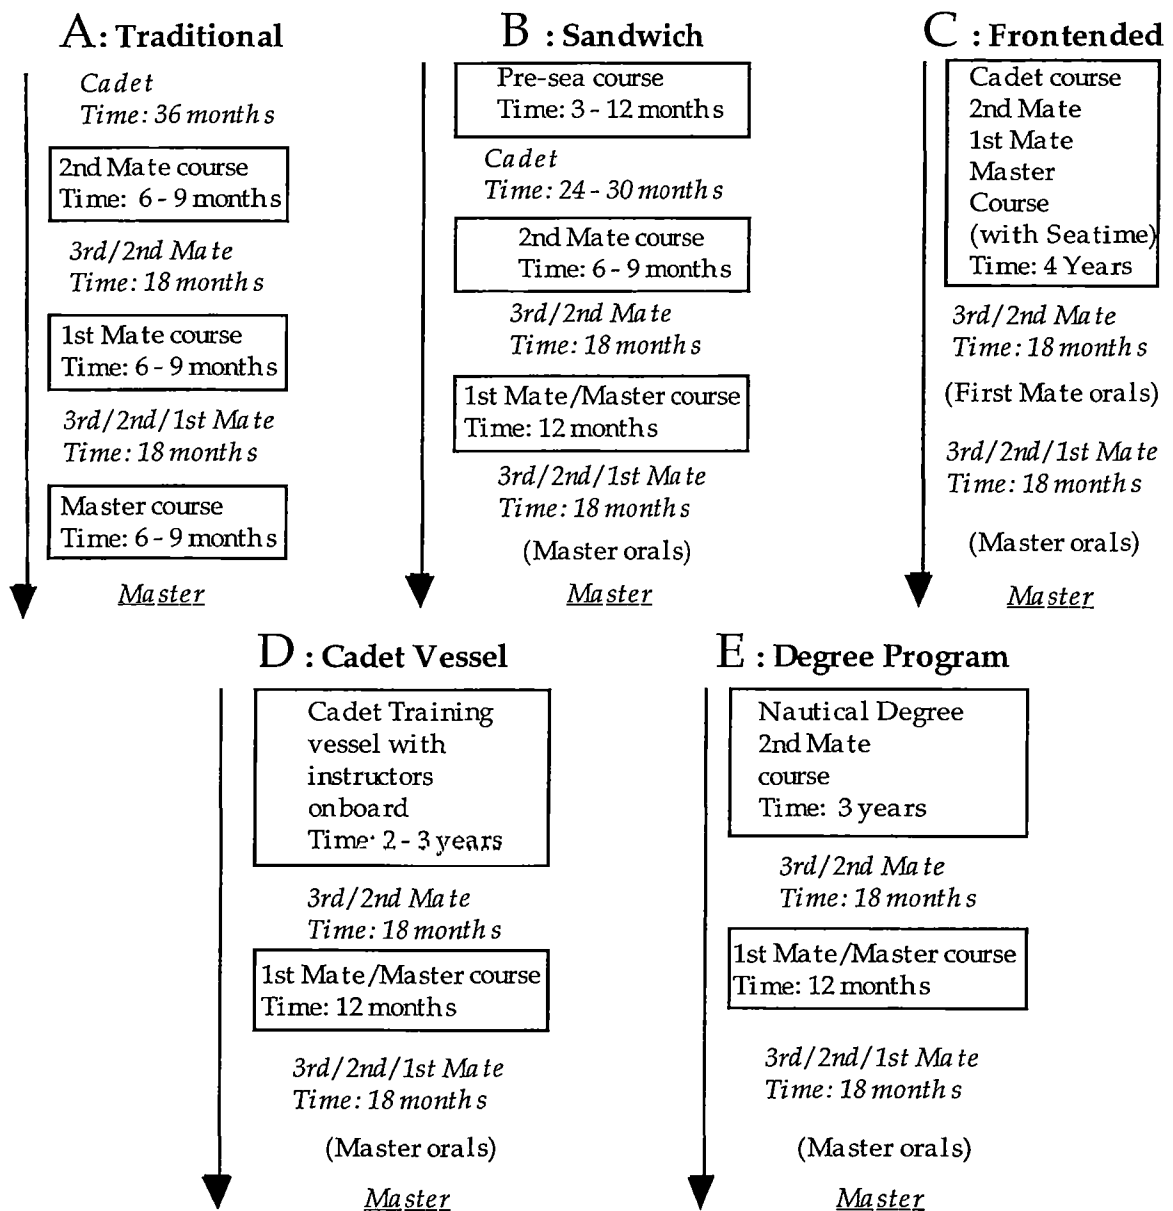 A: Traditional
Cadet
Time: 36 months
2nd Mate course
Time: 6 - 9 months
3rd/2nd Mate
Time: 18 months
1st Mate course
Time: 6 - 9 months
3rd/2nd/1st Mate
Time: 18 months
Master course
Time: 6 - 9 months
Master
B : Sandwich
Pre-sea course
Time: 3 - 12 months
Cadet
Time: 24 - 30 months
2nd Mate course
Time: 6 - 9 months
3rd/2nd Mate
Time: 18 months
1st Mate/Master course
Time: 12 months
3rd/2nd/1st Mate
Time: 18 months
(Master orals)
Master
C : Frontended
Cadet course
2nd Mate
1st Mate
Master
Course
(with Seatime)
Time: 4 Years
3rd/2nd Mate
Time: 18 months
(First Mate orals)
3rd/2nd/1st Mate
Time: 18 months
(Master orals)
Master
D : Cadet Vessel
Cadet Training
vessel with
instructors
onboard
Time: 2 - 3 years
3rd/2nd Mate
Time: 18 months
1st Mate/Master course
Time: 12 months
3rd/2nd/1st Mate
Time: 18 months
(Master orals)
Master
E : Degree Program
Nautical Degree
2nd Mate
course
Time: 3 years
3rd/2nd Mate
Time: 18 months
1st Mate/Master course
Time: 12 months
3rd/2nd/1st Mate
Time: 18 months
(Master orals)
Master